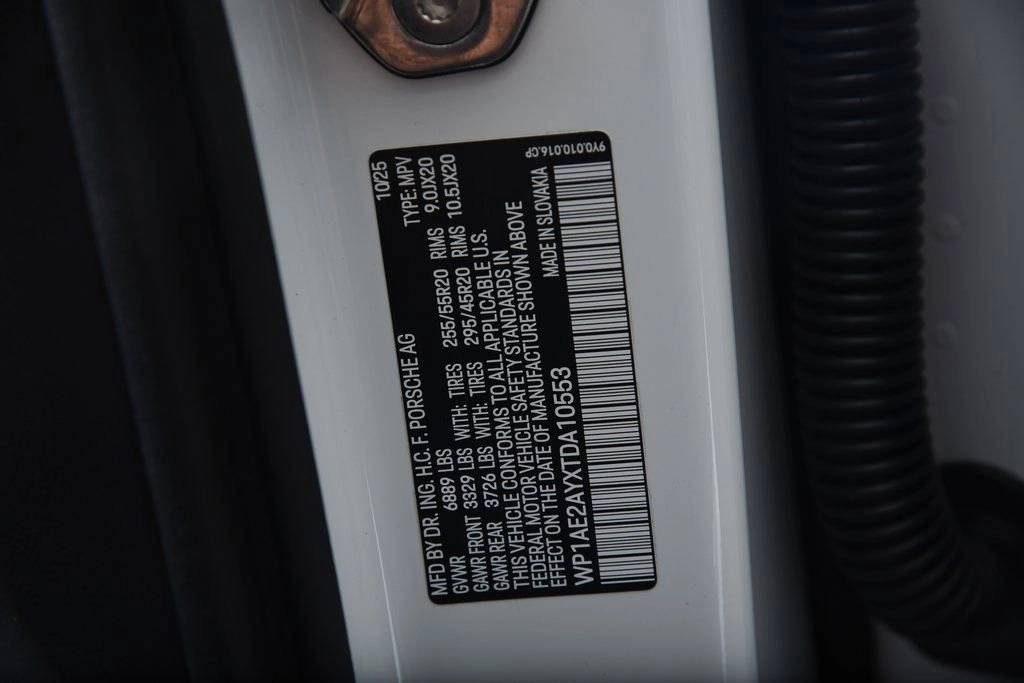 MFD BY DR. ING. H.C. F. PORSCHE AG 10/25
GVWR 6889 LBS TYPE: MPV
GAWR FRONT 3329 LBS WITH: TIRES 255/55R20 RIMS 9.0JX20
GAWR REAR 3726 LBS WITH: TIRES 295/45R20 RIMS 10.5JX20
THIS VEHICLE CONFORMS TO ALL APPLICABLE U.S.
FEDERAL MOTOR VEHICLE SAFETY STANDARDS IN
EFFECT ON THE DATE OF MANUFACTURE SHOWN ABOVE
WP1AE2AYXTDA10553 MADE IN SLOVAKIA
9Y0.010.016.CP